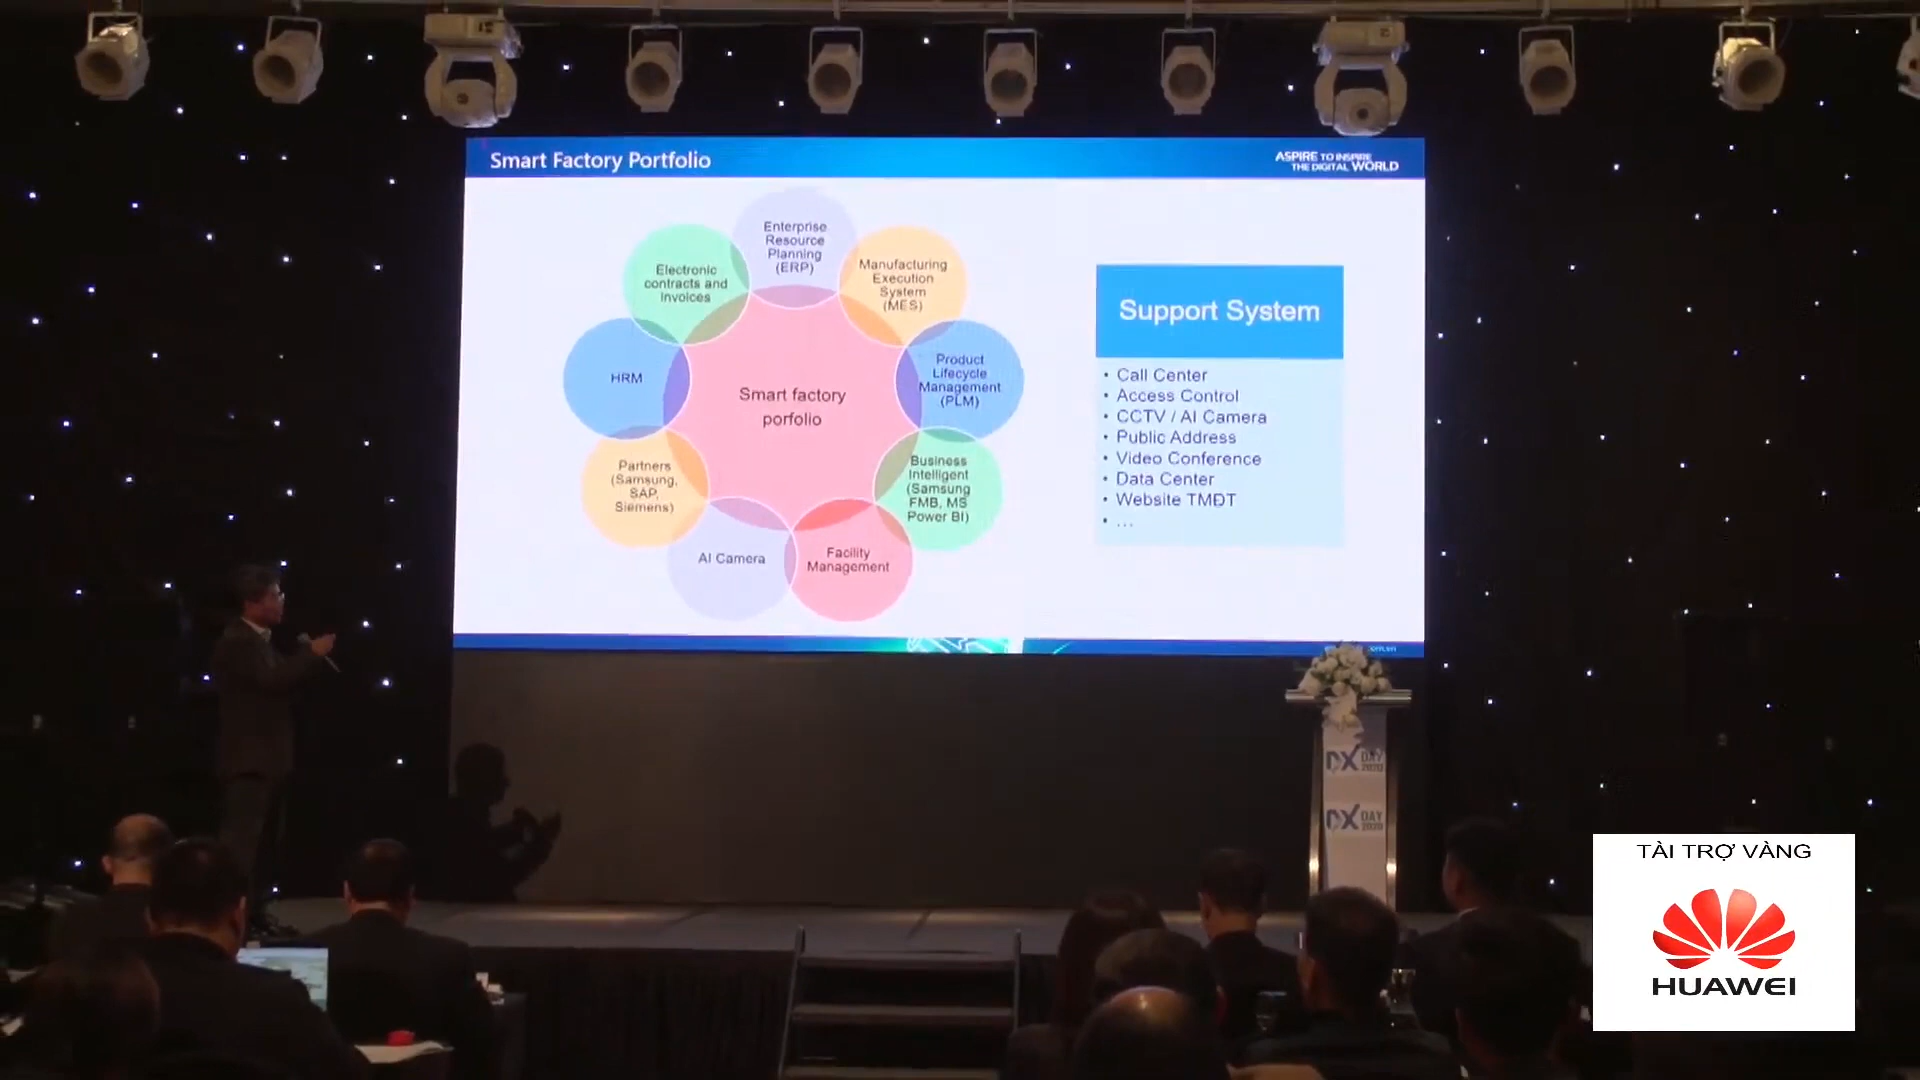 Smart Factory Portfolio
ASPIRE TO INSPIRE
THE DIGITAL WORLD
Enterprise
Resource
Planning
(ERP)
Manufacturing
Execution
System
(MES)
Product
Lifecycle
Management
(PLM)
Business
Intelligent
(Samsung
FMB, MS
Power BI)
Facility
Management
AI Camera
Partners
(Samsung,
SAP,
Siemens)
HRM
Electronic
contracts and
invoices
Smart factory
porfolio
Support System
• Call Center
• Access Control
• CCTV / AI Camera
• Public Address
• Video Conference
• Data Center
• Website TMĐT
• ...
DX DAY
2020
DX DAY
2020
TÀI TRỢ VÀNG
HUAWEI